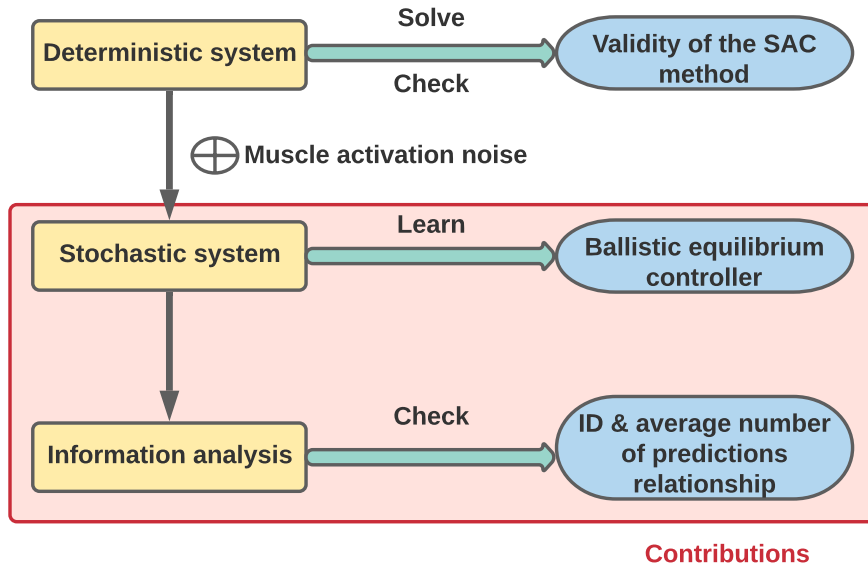 Solve
Deterministic system
Validity of the SAC
method
Check
Muscle activation noise
Learn
Stochastic system
Ballistic equilibrium
controller
Check
Information analysis
ID & average number
of predictions
relationship
Contributions